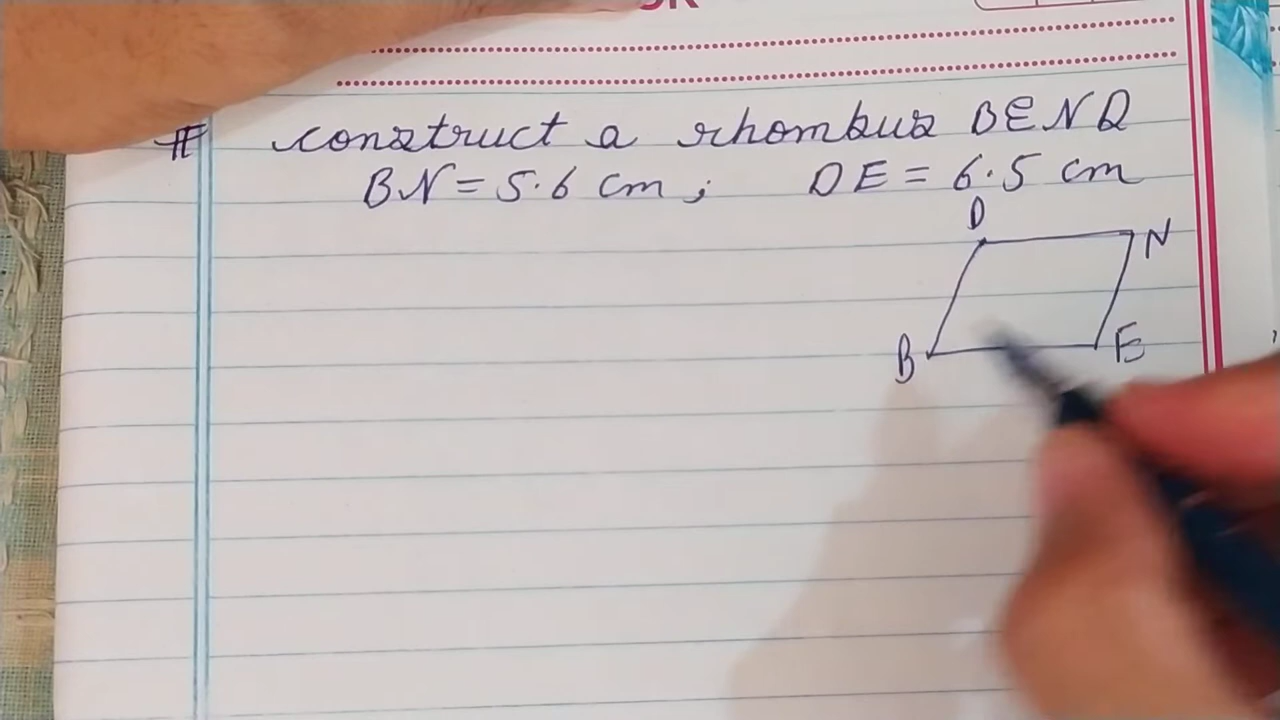 # construct a rhombus BEND
BN = 5.6 cm ; DE = 6.5 cm
D
N
B
E